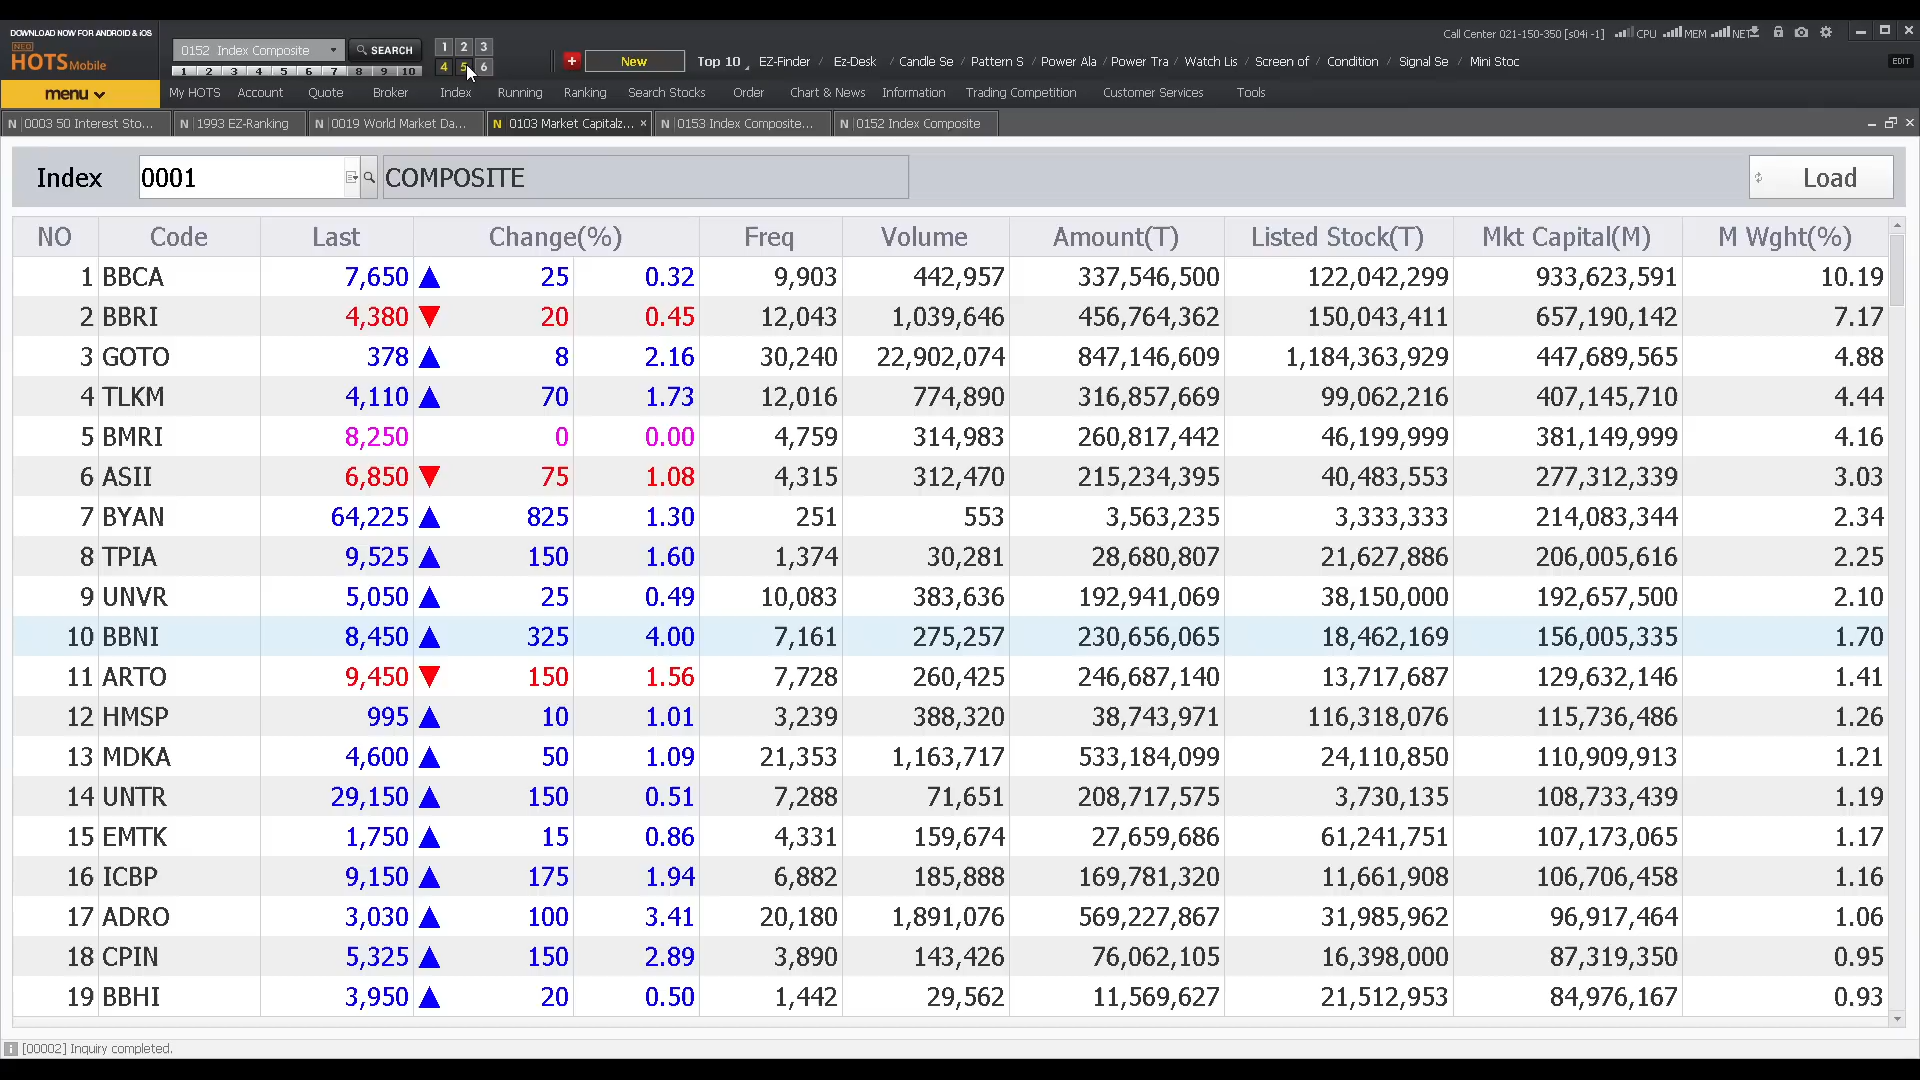 DOWNLOAD NOW FOR ANDROID & iOS
NEO
HOTS Mobile
0152 Index Composite
SEARCH
1 2 3
4 5 6
1 2 3 4 5 6 7 8 9 10
New
Top 10 EZ-Finder / Ez-Desk / Candle Se / Pattern S / Power Ala / Power Tra / Watch Lis / Screen of / Condition / Signal Se / Mini Stoc
Call Center 021-150-350 [s04i -1] CPU MEM NET
EDIT
menu
My HOTS Account Quote Broker Index Running Ranking Search Stocks Order Chart & News Information Trading Competition Customer Services Tools
N 0003 50 Interest Sto... N 1993 EZ-Ranking N 0019 World Market Da... N 0103 Market Capitalz... × N 0153 Index Composite... N 0152 Index Composite
Index 0001 COMPOSITE Load
NO Code Last Change(%) Freq Volume Amount(T) Listed Stock(T) Mkt Capital(M) M Wght(%)
1 BBCA 7,650 ▲ 25 0.32 9,903 442,957 337,546,500 122,042,299 933,623,591 10.19
2 BBRI 4,380 ▼ 20 0.45 12,043 1,039,646 456,764,362 150,043,411 657,190,142 7.17
3 GOTO 378 ▲ 8 2.16 30,240 22,902,074 847,146,609 1,184,363,929 447,689,565 4.88
4 TLKM 4,110 ▲ 70 1.73 12,016 774,890 316,857,669 99,062,216 407,145,710 4.44
5 BMRI 8,250 0 0.00 4,759 314,983 260,817,442 46,199,999 381,149,999 4.16
6 ASII 6,850 ▼ 75 1.08 4,315 312,470 215,234,395 40,483,553 277,312,339 3.03
7 BYAN 64,225 ▲ 825 1.30 251 553 3,563,235 3,333,333 214,083,344 2.34
8 TPIA 9,525 ▲ 150 1.60 1,374 30,281 28,680,807 21,627,886 206,005,616 2.25
9 UNVR 5,050 ▲ 25 0.49 10,083 383,636 192,941,069 38,150,000 192,657,500 2.10
10 BBNI 8,450 ▲ 325 4.00 7,161 275,257 230,656,065 18,462,169 156,005,335 1.70
11 ARTO 9,450 ▼ 150 1.56 7,728 260,425 246,687,140 13,717,687 129,632,146 1.41
12 HMSP 995 ▲ 10 1.01 3,239 388,320 38,743,971 116,318,076 115,736,486 1.26
13 MDKA 4,600 ▲ 50 1.09 21,353 1,163,717 533,184,099 24,110,850 110,909,913 1.21
14 UNTR 29,150 ▲ 150 0.51 7,288 71,651 208,717,575 3,730,135 108,733,439 1.19
15 EMTK 1,750 ▲ 15 0.86 4,331 159,674 27,659,686 61,241,751 107,173,065 1.17
16 ICBP 9,150 ▲ 175 1.94 6,882 185,888 169,781,320 11,661,908 106,706,458 1.16
17 ADRO 3,030 ▲ 100 3.41 20,180 1,891,076 569,227,867 31,985,962 96,917,464 1.06
18 CPIN 5,325 ▲ 150 2.89 3,890 143,426 76,062,105 16,398,000 87,319,350 0.95
19 BBHI 3,950 ▲ 20 0.50 1,442 29,562 11,569,627 21,512,953 84,976,167 0.93
[00002] Inquiry completed.